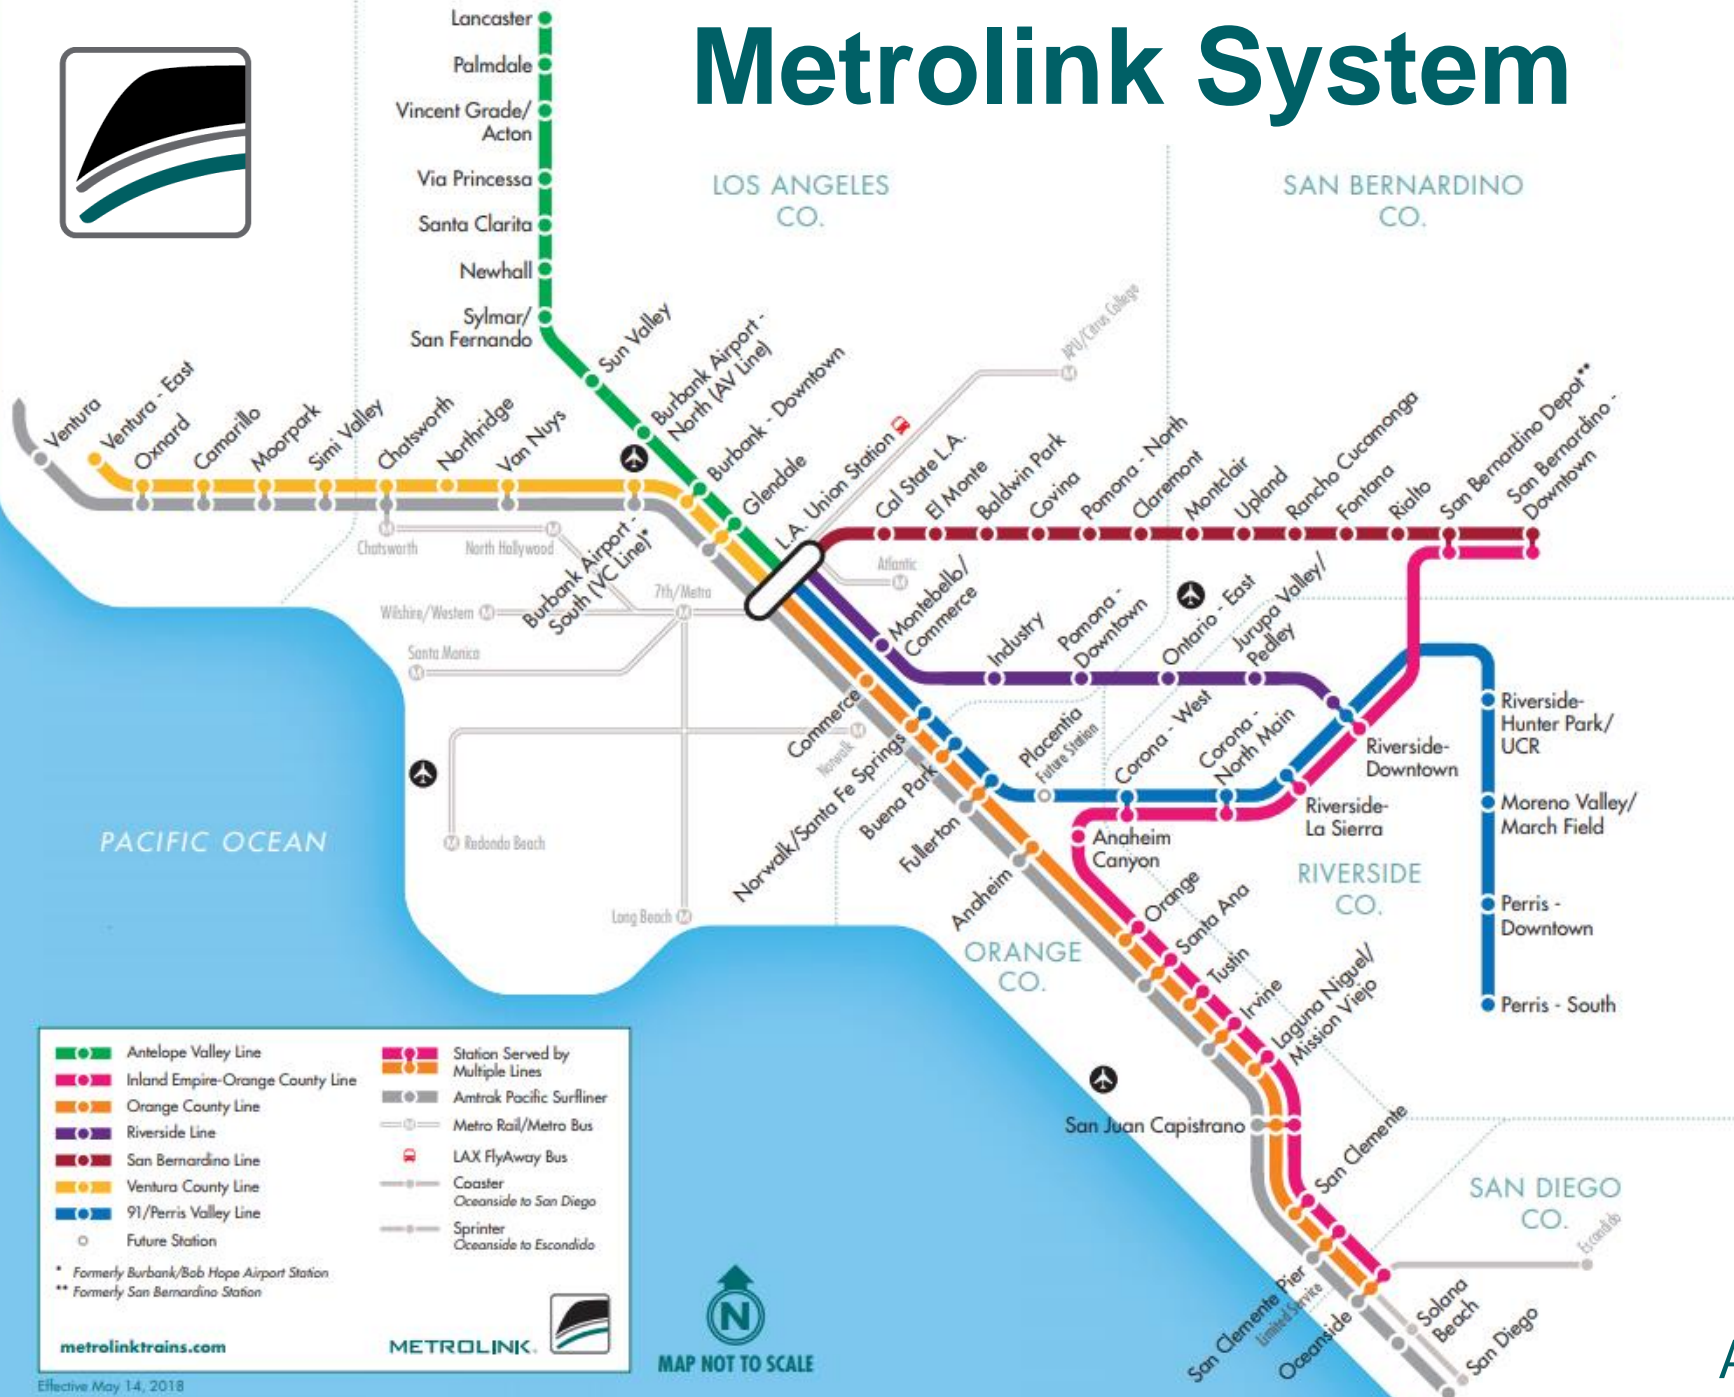 Metrolink System
Lancaster
Palmdale
Vincent Grade/
Acton
Via Princessa
Santa Clarita
Newhall
Sylmar/
San Fernando
LOS ANGELES
CO.
SAN BERNARDINO
CO.
Sun Valley
Burbank Airport -
North (AV Line)
Burbank - Downtown
Glendale
L.A. Union Station
APU/Citrus College
Ventura
Ventura - East
Oxnard
Camarillo
Moorpark
Simi Valley
Chatsworth
Northridge
Van Nuys
Burbank Airport -
South (VC Line)*
Cal State L.A.
El Monte
Baldwin Park
Covina
Pomona - North
Claremont
Montclair
Upland
Rancho Cucamonga
Fontana
Rialto
San Bernardino Depot**
San Bernardino -
Downtown
M
M
M
Chatsworth
North Hollywood
Atlantic
M
Wilshire/Western M
7th/Metro
M
Santa Monica
M
Montebello/
Commerce
Industry
Pomona -
Downtown
Ontario - East
Jurupa Valley/
Pedley
Commerce
Norwalk
M
Norwalk/Santa Fe Springs
Buena Park
Fullerton
Anaheim
Placentia
Future Station
Corona - West
Corona -
North Main
Riverside-
Downtown
Riverside-
La Sierra
Riverside-
Hunter Park/
UCR
Moreno Valley/
March Field
Perris -
Downtown
Perris - South
Anaheim
Canyon
RIVERSIDE
CO.
PACIFIC OCEAN
M Redondo Beach
Long Beach M
ORANGE
CO.
Orange
Santa Ana
Tustin
Irvine
Laguna Niguel/
Mission Viejo
San Juan Capistrano
San Clemente
SAN DIEGO
CO.
Escondido
San Clemente Pier
Limited Service
Oceanside
Solana
Beach
San Diego
Antelope Valley Line
Inland Empire-Orange County Line
Orange County Line
Riverside Line
San Bernardino Line
Ventura County Line
91/Perris Valley Line
Future Station
Station Served by
Multiple Lines
Amtrak Pacific Surfliner
M Metro Rail/Metro Bus
LAX FlyAway Bus
Coaster
Oceanside to San Diego
Sprinter
Oceanside to Escondido
* Formerly Burbank/Bob Hope Airport Station
** Formerly San Bernardino Station
metrolinktrains.com
METROLINK.
Effective May 14, 2018
N
MAP NOT TO SCALE
A